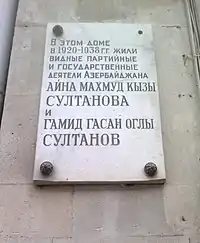 В ЭТОМ ДОМЕ
В 1920-1938 ГГ. ЖИЛИ
ВИДНЫЕ ПАРТИЙНЫЕ
И ГОСУДАРСТВЕННЫЕ
ДЕЯТЕЛИ АЗЕРБАЙДЖАНА
АЙНА МАХМУД КЫЗЫ
СУЛТАНОВА
И
ГАМИД ГАСАН ОГЛЫ
СУЛТАНОВ